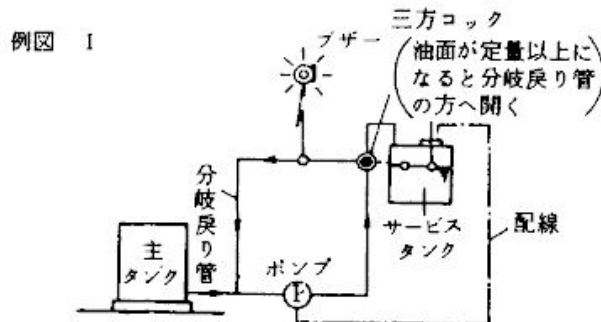 例図 I
ブザー
三方コック
(油面が定量以上に
なると分岐戻り管
の方へ開く)
分岐戻り管
主
タンク
ポンプ
P
サービス
タンク
配線